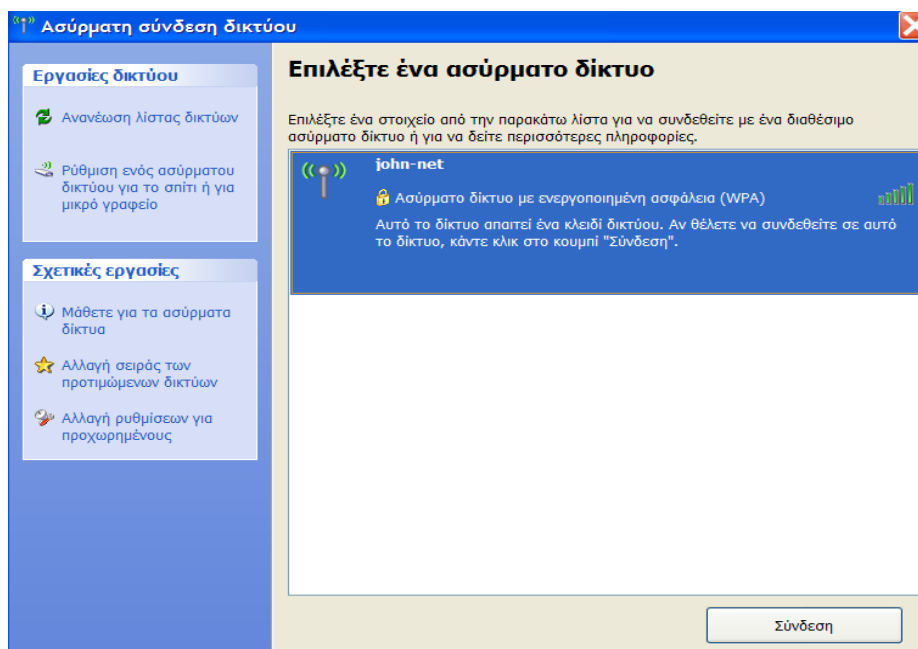 Ασύρματη σύνδεση δικτύου
Εργασίες δικτύου
Ανανέωση λίστας δικτύων
Ρύθμιση ενός ασύρματου
δικτύου για το σπίτι ή για
μικρό γραφείο
Σχετικές εργασίες
Μάθετε για τα ασύρματα
δίκτυα
Αλλαγή σειράς των
προτιμώμενων δικτύων
Αλλαγή ρυθμίσεων για
προχωρημένους
Επιλέξτε ένα ασύρματο δίκτυο
Επιλέξτε ένα στοιχείο από την παρακάτω λίστα για να συνδεθείτε με ένα διαθέσιμο
ασύρματο δίκτυο ή για να δείτε περισσότερες πληροφορίες.
john-net
Ασύρματο δίκτυο με ενεργοποιημένη ασφάλεια (WPA)
Αυτό το δίκτυο απαιτεί ένα κλειδί δικτύου. Αν θέλετε να συνδεθείτε σε αυτό
το δίκτυο, κάντε κλικ στο κουμπί "Σύνδεση".
Σύνδεση